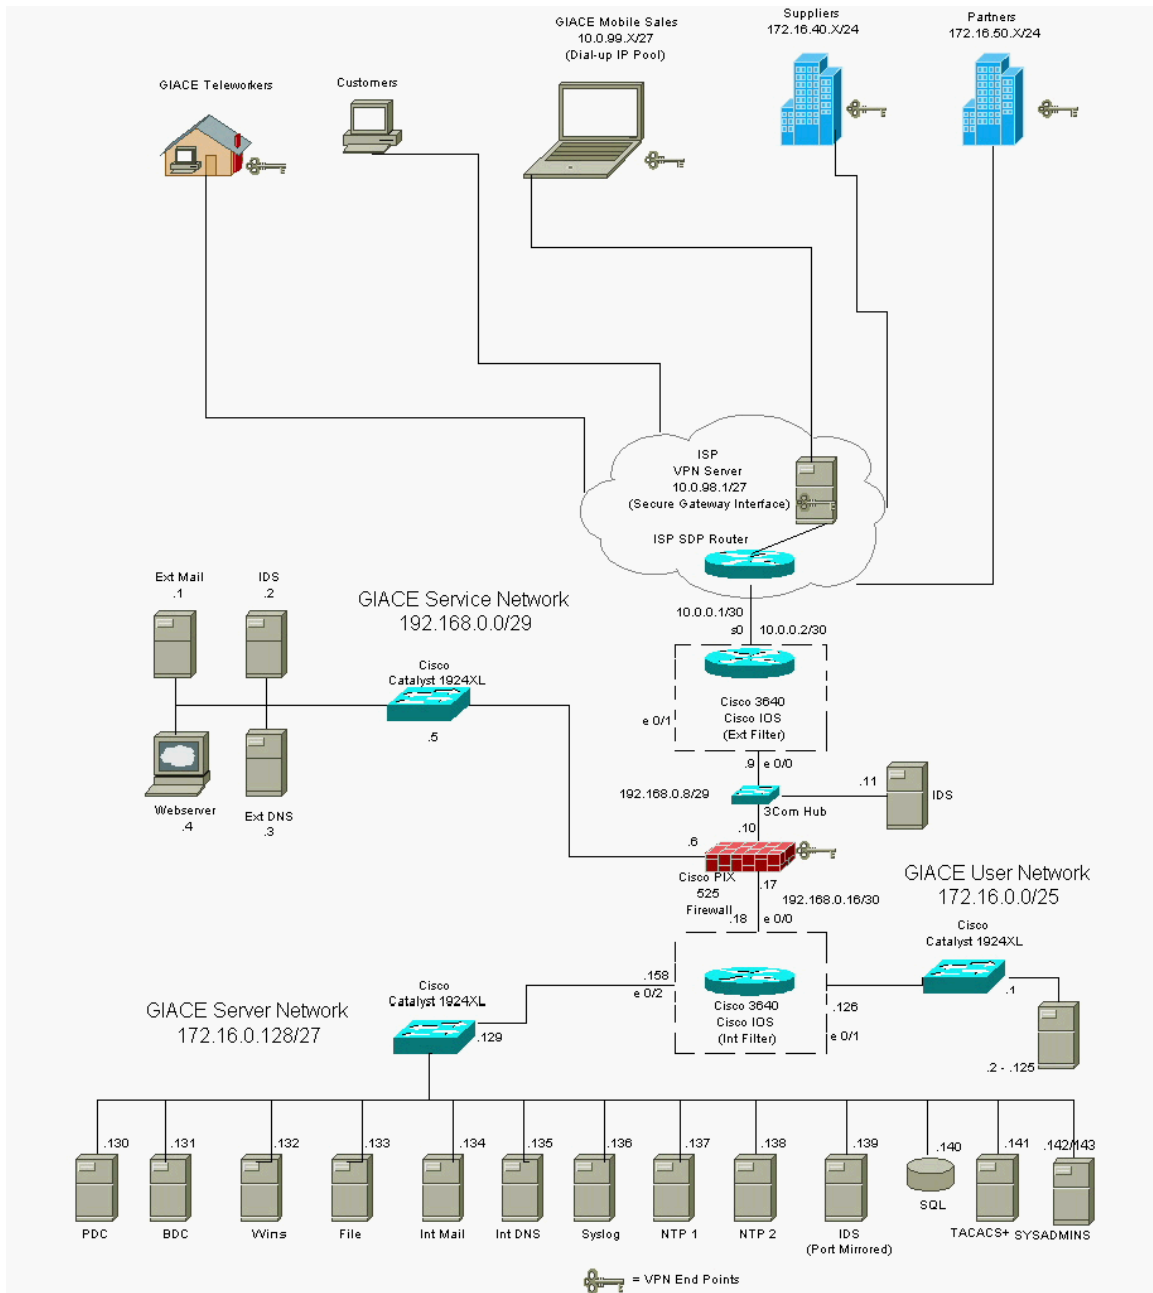 Suppliers
172.16.40.X/24
Partners
172.16.50.X/24
GIACE Mobile Sales
10.0.99.X/27
(Dial-up IP Pool)
GIACE Teleworkers
Customers
ISP
VPN Server
10.0.98.1/27
(Secure Gateway Interface)
ISP SDP Router
10.0.0.1/30
s0
10.0.0.2/30
Ext Mail
.1
IDS
.2
GIACE Service Network
192.168.0.0/29
Cisco
Catalyst 1924XL
.5
Webserver
.4
Ext DNS
.3
Cisco 3640
Cisco IOS
(Ext Filter)
e 0/1
.9
e 0/0
192.168.0.8/29
3Com Hub
.11
IDS
.10
.6
Cisco PIX
525
Firewall
.17
192.168.0.16/30
.18
e 0/0
GIACE User Network
172.16.0.0/25
Cisco
Catalyst 1924XL
.1
.2 - .125
.158
e 0/2
Cisco 3640
Cisco IOS
(Int Filter)
.126
e 0/1
GIACE Server Network
172.16.0.128/27
Cisco
Catalyst 1924XL
.129
.130
.131
.132
.133
.134
.135
.136
.137
.138
.139
.140
.141
.142/143
PDC
BDC
Wins
File
Int Mail
Int DNS
Syslog
NTP 1
NTP 2
IDS
(Port Mirrored)
SQL
TACACS+
SYSADMINS
= VPN End Points